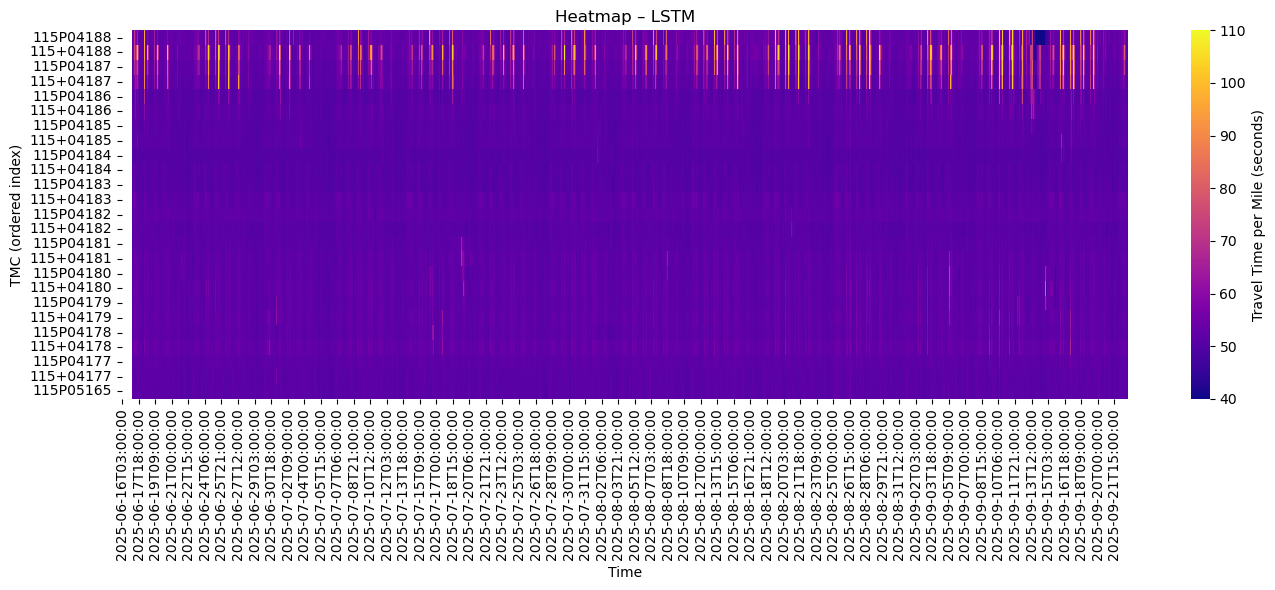 Heatmap – LSTM
115P04188
115+04188
115P04187
115+04187
115P04186
115+04186
115P04185
115+04185
115P04184
115+04184
115P04183
115+04183
115P04182
115+04182
115P04181
115+04181
115P04180
115+04180
115P04179
115+04179
115P04178
115+04178
115P04177
115+04177
115P05165
TMC (ordered index)
2025-06-16T03:00:00
2025-06-17T18:00:00
2025-06-19T09:00:00
2025-06-21T00:00:00
2025-06-22T15:00:00
2025-06-24T06:00:00
2025-06-25T21:00:00
2025-06-27T12:00:00
2025-06-29T03:00:00
2025-06-30T18:00:00
2025-07-02T09:00:00
2025-07-04T00:00:00
2025-07-05T15:00:00
2025-07-07T06:00:00
2025-07-08T21:00:00
2025-07-10T12:00:00
2025-07-12T03:00:00
2025-07-13T18:00:00
2025-07-15T09:00:00
2025-07-17T00:00:00
2025-07-18T15:00:00
2025-07-20T06:00:00
2025-07-21T21:00:00
2025-07-23T12:00:00
2025-07-25T03:00:00
2025-07-26T18:00:00
2025-07-28T09:00:00
2025-07-30T00:00:00
2025-07-31T15:00:00
2025-08-02T06:00:00
2025-08-03T21:00:00
2025-08-05T12:00:00
2025-08-07T03:00:00
2025-08-08T18:00:00
2025-08-10T09:00:00
2025-08-12T00:00:00
2025-08-13T15:00:00
2025-08-15T06:00:00
2025-08-16T21:00:00
2025-08-18T12:00:00
2025-08-20T03:00:00
2025-08-21T18:00:00
2025-08-23T09:00:00
2025-08-25T00:00:00
2025-08-26T15:00:00
2025-08-28T06:00:00
2025-08-29T21:00:00
2025-08-31T12:00:00
2025-09-02T03:00:00
2025-09-03T18:00:00
2025-09-05T09:00:00
2025-09-07T00:00:00
2025-09-08T15:00:00
2025-09-10T06:00:00
2025-09-11T21:00:00
2025-09-13T12:00:00
2025-09-15T03:00:00
2025-09-16T18:00:00
2025-09-18T09:00:00
2025-09-20T00:00:00
2025-09-21T15:00:00
Time
110
100
90
80
70
60
50
40
Travel Time per Mile (seconds)